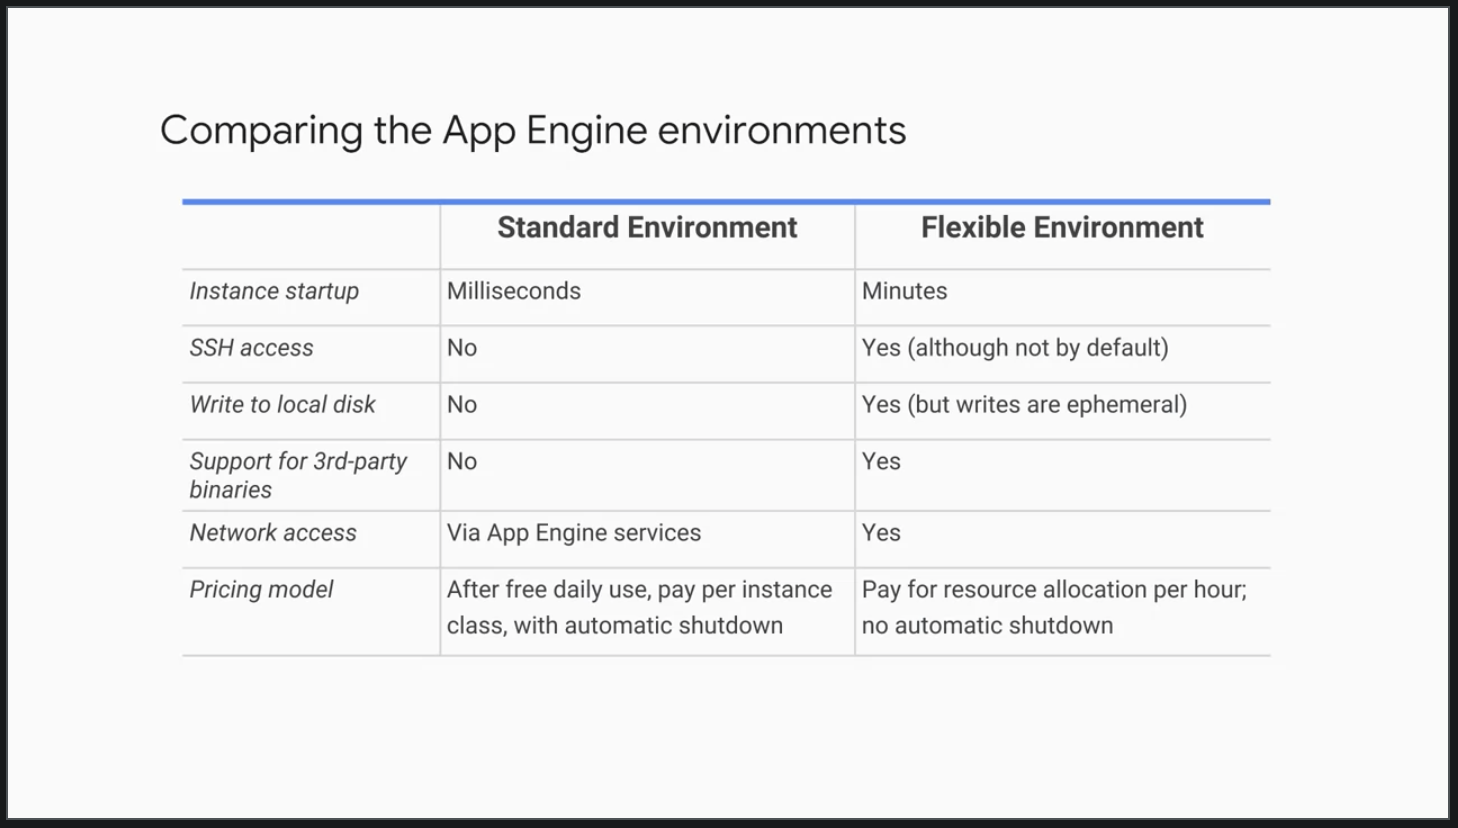 Comparing the App Engine environments
Standard Environment Flexible Environment
Instance startup Milliseconds Minutes
SSH access No Yes (although not by default)
Write to local disk No Yes (but writes are ephemeral)
Support for 3rd-party No Yes
binaries
Network access Via App Engine services Yes
Pricing model After free daily use, pay per instance Pay for resource allocation per hour;
class, with automatic shutdown no automatic shutdown